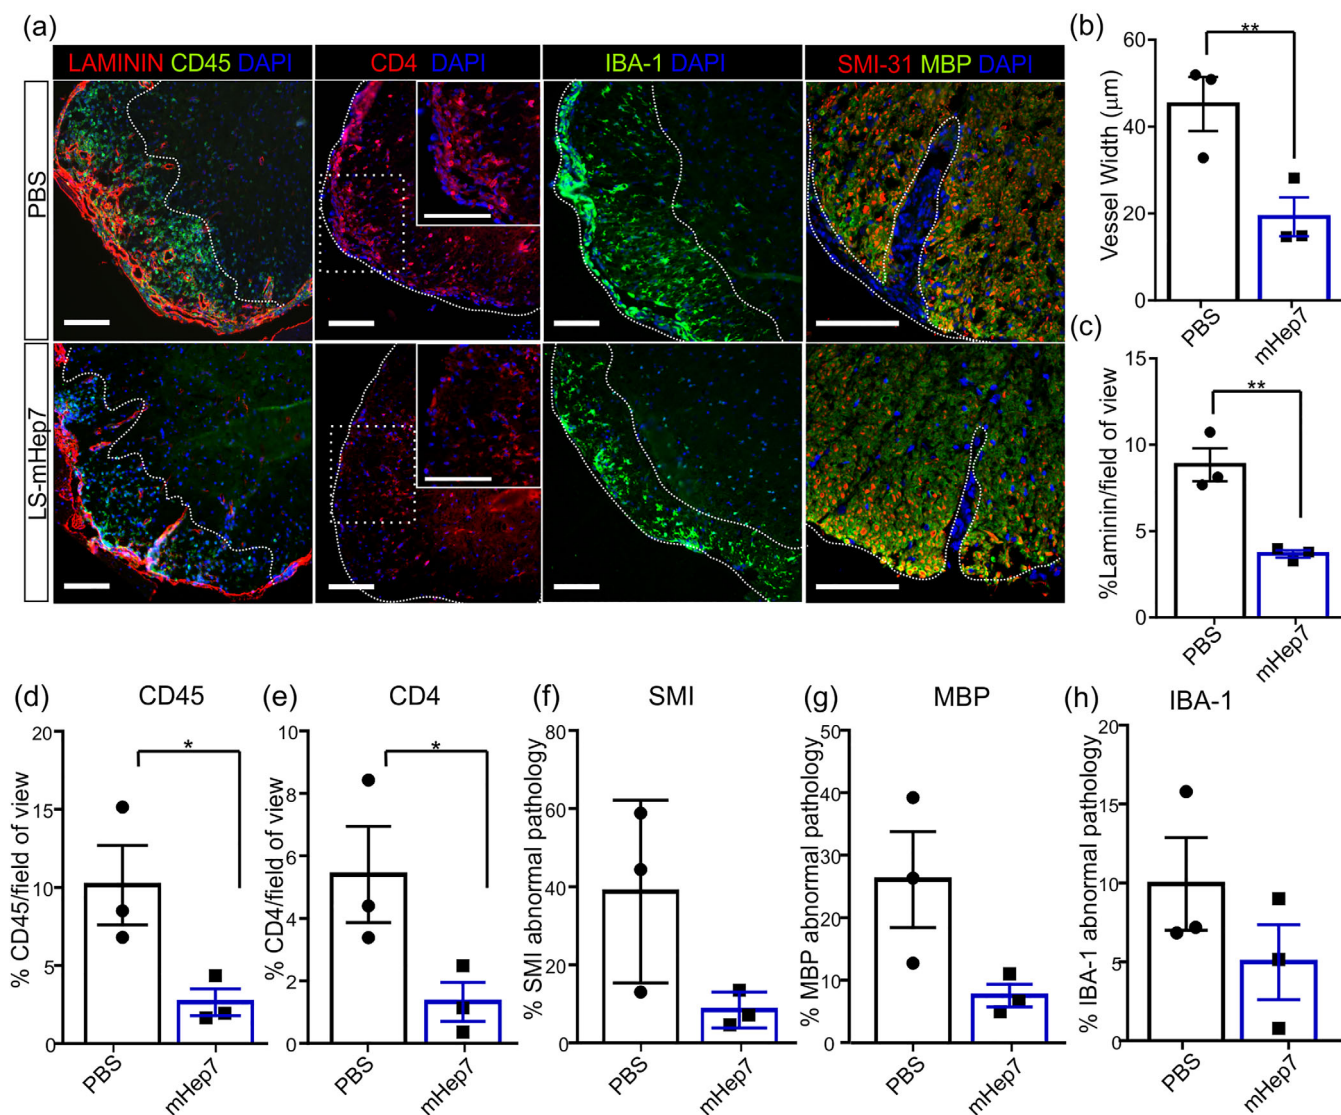 (a)
LAMININ CD45 DAPI
CD4 DAPI
IBA-1 DAPI
SMI-31 MBP DAPI
PBS
LS-mHep7
(b)
**
Vessel Width (μm)
60
40
20
0
PBS
mHep7
(c)
**
%Laminin/field of view
15
10
5
0
PBS
mHep7
(d)
CD45
*
% CD45/field of view
20
15
10
5
0
PBS
mHep7
(e)
CD4
*
% CD4/field of view
10
8
6
4
2
0
PBS
mHep7
(f)
SMI
% SMI abnormal pathology
80
60
40
20
0
PBS
mHep7
(g)
MBP
% MBP abnormal pathology
50
40
30
20
10
0
PBS
mHep7
(h)
IBA-1
% IBA-1 abnormal pathology
20
15
10
5
0
PBS
mHep7